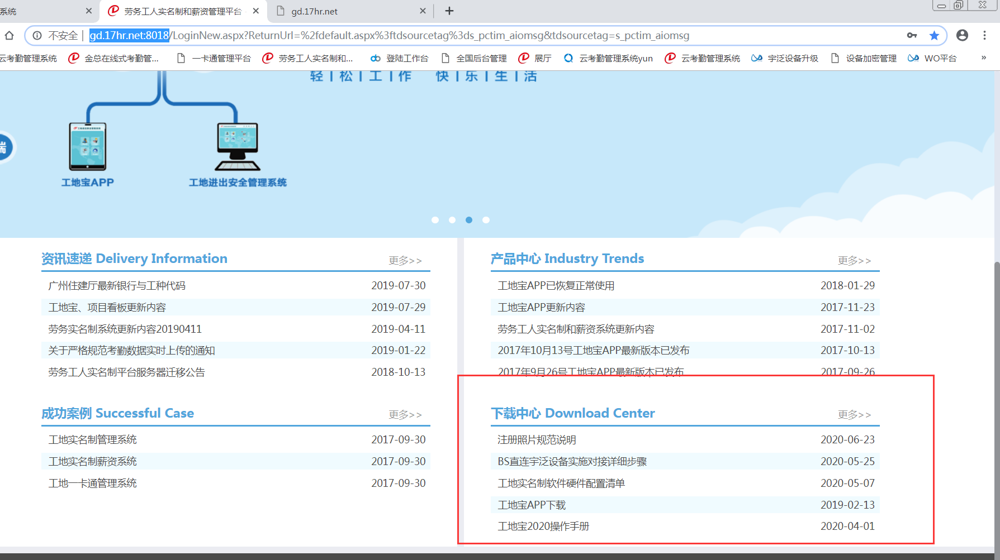 系统
劳务工人实名制和薪资管理平台
gd.17hr.net
不安全
gd.17hr.net:8018/LoginNew.aspx?ReturnUrl=%2fdefault.aspx%3ftdsourcetag%3ds_pctim_aiomsg&tdsourcetag=s_pctim_aiomsg
云考勤管理系统
金总在线式考勤管...
一卡通管理平台
劳务工人实名制和...
登陆工作台
全国后台管理
展厅
云考勤管理系统yun
云考勤管理系统
宇泛设备升级
设备加密管理
WO平台
»
轻 | 松 | 工 | 作 快 | 乐 | 生 | 活
端
工地宝APP
工地进出安全管理系统
资讯速递 Delivery Information
更多>>
广州住建厅最新银行与工种代码 2019-07-30
工地宝、项目看板更新内容 2019-07-29
劳务实名制系统更新内容20190411 2019-04-11
关于严格规范考勤数据实时上传的通知 2019-01-22
劳务工人实名制平台服务器迁移公告 2018-10-13
产品中心 Industry Trends
更多>>
工地宝APP已恢复正常使用 2018-01-29
工地宝APP更新内容 2017-11-23
劳务工人实名制和薪资系统更新内容 2017-11-02
2017年10月13号工地宝APP最新版本已发布 2017-10-13
2017年9月26号工地宝APP最新版本已发布 2017-09-26
成功案例 Successful Case
更多>>
工地实名制管理系统 2017-09-30
工地实名制薪资系统 2017-09-30
工地一卡通管理系统 2017-09-30
下载中心 Download Center
更多>>
注册照片规范说明 2020-06-23
BS直连宇泛设备实施对接详细步骤 2020-05-25
工地实名制软件硬件配置清单 2020-05-07
工地宝APP下载 2019-02-13
工地宝2020操作手册 2020-04-01